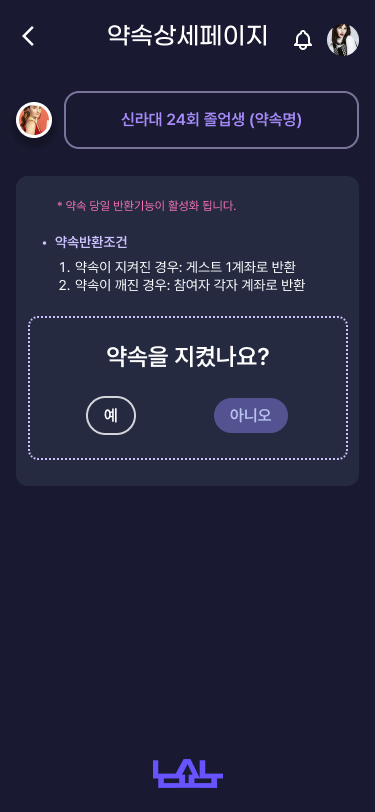 약속상세페이지
신라대 24회 졸업생 (약속명)
* 약속 당일 반환기능이 활성화 됩니다.
• 약속반환조건
1. 약속이 지켜진 경우: 게스트 1계좌로 반환
2. 약속이 깨진 경우: 참여자 각자 계좌로 반환
약속을 지켰나요?
예
아니오